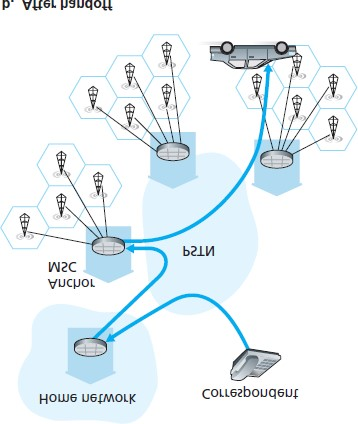 Home network
Correspondent
Anchor
MSC
PSTN
b. After handoff